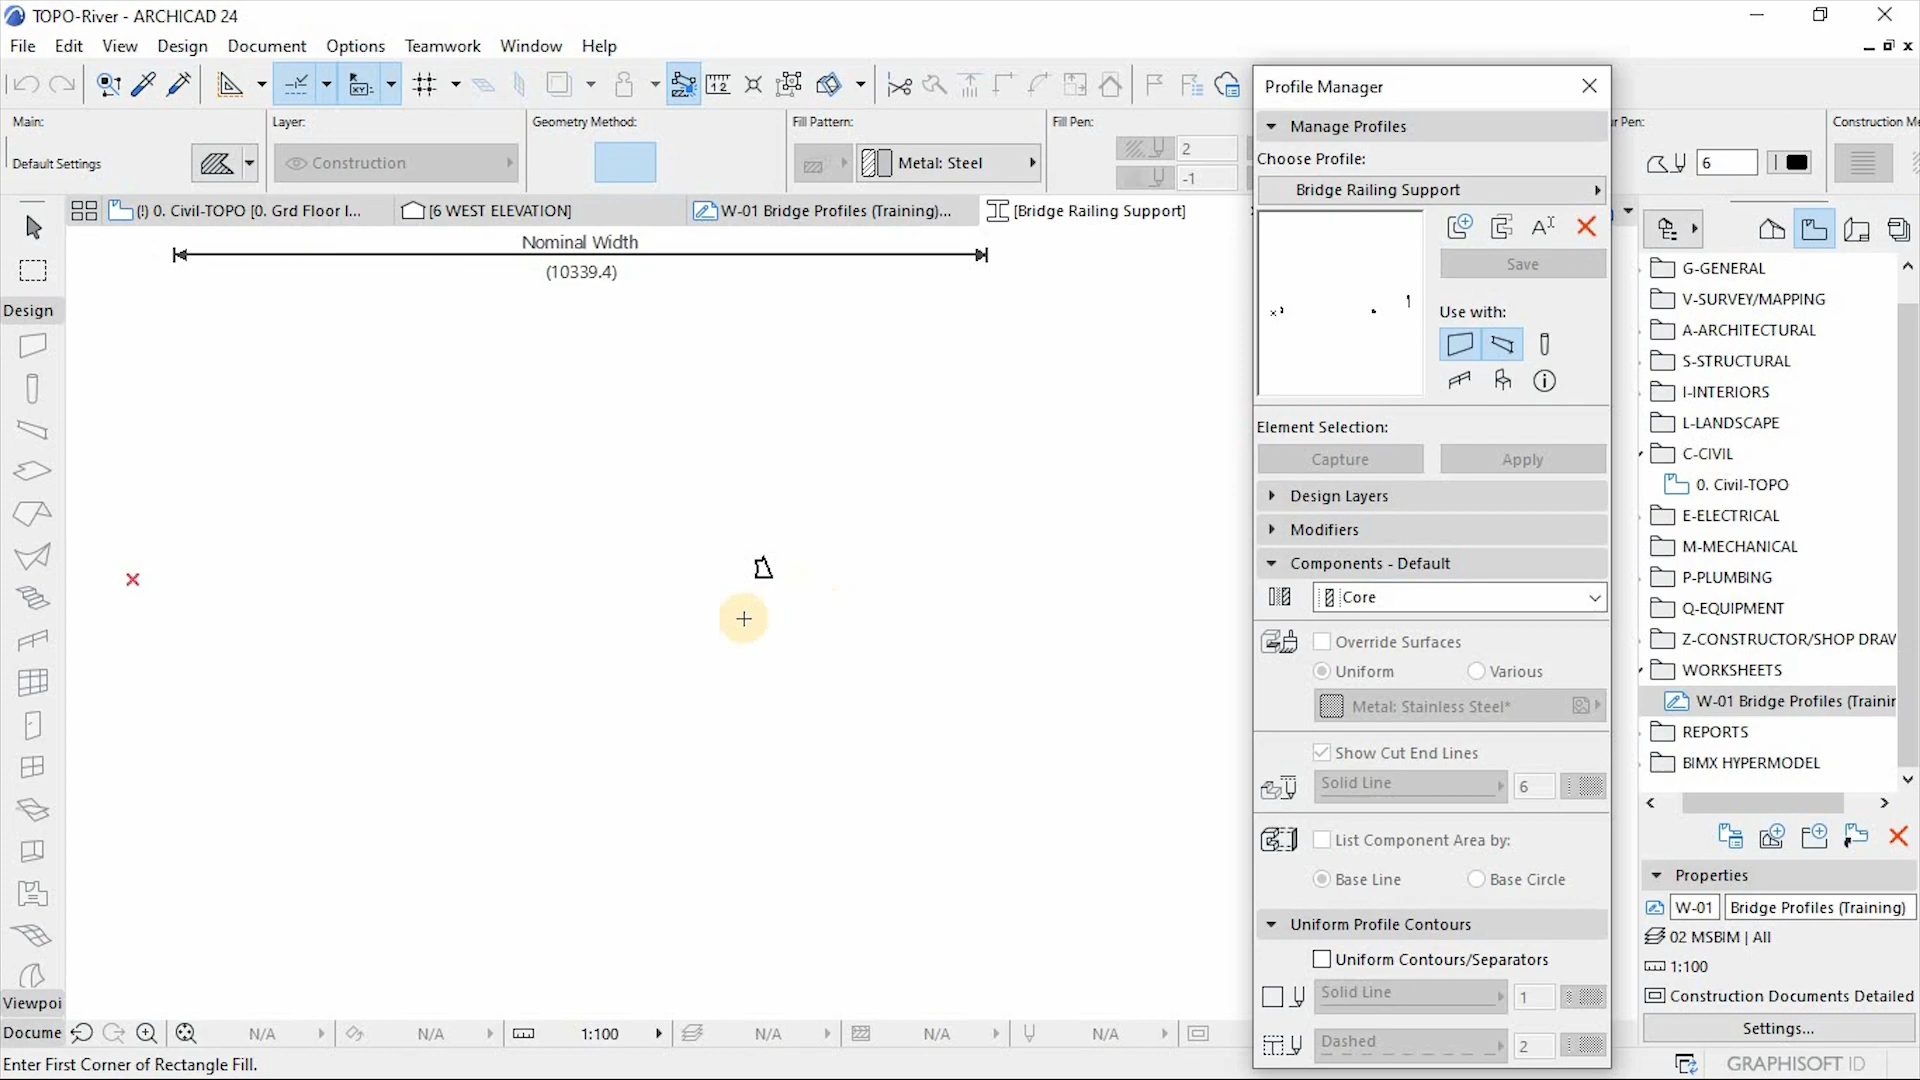 TOPO-River - ARCHICAD 24
File Edit View Design Document Options Teamwork Window Help
Main:
Default Settings
Layer:
Construction
Geometry Method:
Fill Pattern:
Metal: Steel
Fill Pen:
2
-1
r Pen:
6
Construction Me
(!) 0. Civil-TOPO [0. Grd Floor I...
[6 WEST ELEVATION]
W-01 Bridge Profiles (Training)...
[Bridge Railing Support]
Nominal Width
(10339.4)
Design
Viewpoi
Docume
N/A
N/A
1:100
N/A
N/A
N/A
Enter First Corner of Rectangle Fill.
Profile Manager
Manage Profiles
Choose Profile:
Bridge Railing Support
Save
Use with:
Element Selection:
Capture
Apply
Design Layers
Modifiers
Components - Default
Core
Override Surfaces
Uniform
Various
Metal: Stainless Steel*
Show Cut End Lines
Solid Line
6
List Component Area by:
Base Line
Base Circle
Uniform Profile Contours
Uniform Contours/Separators
Solid Line
1
Dashed
2
G-GENERAL
V-SURVEY/MAPPING
A-ARCHITECTURAL
S-STRUCTURAL
I-INTERIORS
L-LANDSCAPE
C-CIVIL
0. Civil-TOPO
E-ELECTRICAL
M-MECHANICAL
P-PLUMBING
Q-EQUIPMENT
Z-CONSTRUCTOR/SHOP DRAW
WORKSHEETS
W-01 Bridge Profiles (Trainir
REPORTS
BIMX HYPERMODEL
Properties
W-01
Bridge Profiles (Training)
02 MSBIM | All
1:100
Construction Documents Detailed
Settings...
GRAPHISOFT ID